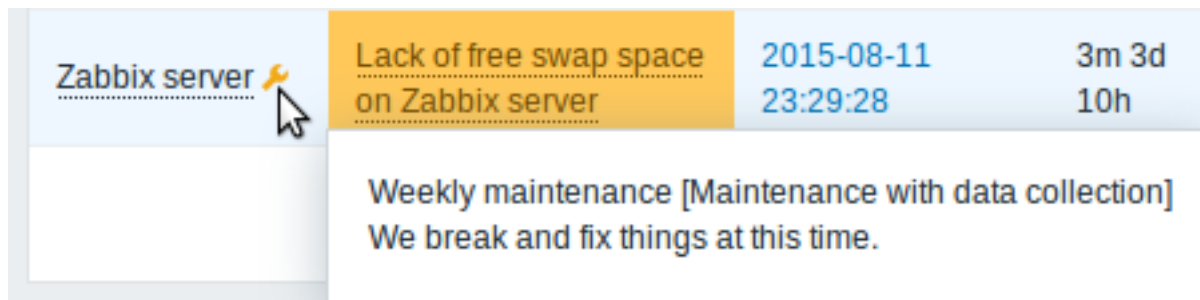 Zabbix server
Lack of free swap space
on Zabbix server
2015-08-11
23:29:28
3m 3d
10h
Weekly maintenance [Maintenance with data collection]
We break and fix things at this time.